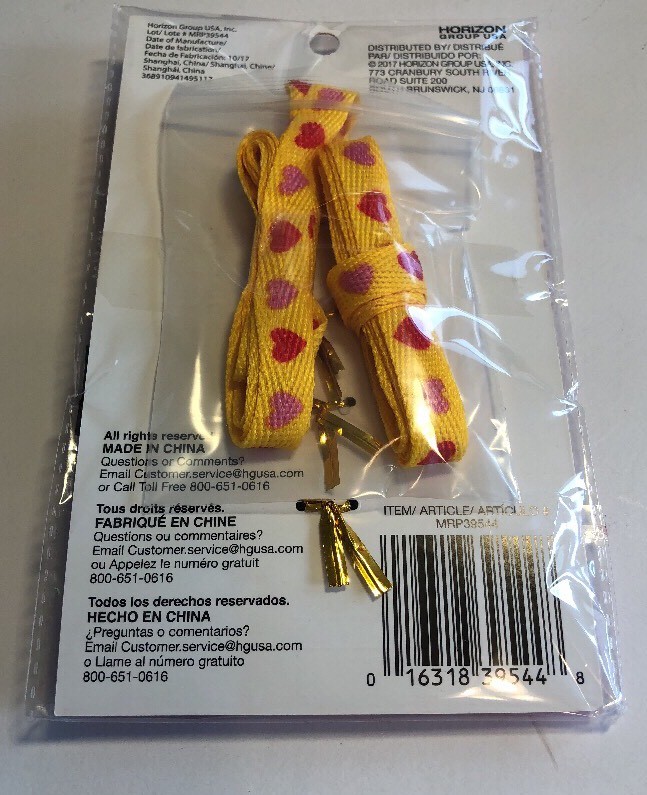 Horizon Group USA, Inc.
Lot/ Lote # MRP39544
Date of Manufacture/
Date de fabrication/
Fecha de Fabricación: 10/17
Shanghai, China/ Shanghai, Chine/
Shanghái, China
HORIZON
GROUP USA
DISTRIBUTED BY/ DISTRIBUÉ
PAR/ DISTRIBUIDO POR:
© 2017 HORIZON GROUP USA, INC.
773 CRANBURY SOUTH RIVER
ROAD SUITE 200
SOUTH BRUNSWICK, NJ
All rights reserved.
MADE IN CHINA
Questions or Comments?
Email Customer.service@hgusa.com
or Call Toll Free 800-651-0616
Tous droits réservés.
FABRIQUÉ EN CHINE
Questions ou commentaires?
Email Customer.service@hgusa.com
ou Appelez le numéro gratuit
800-651-0616
Todos los derechos reservados.
HECHO EN CHINA
¿Preguntas o comentarios?
Email Customer.service@hgusa.com
o Llame al número gratuito
800-651-0616
ITEM/ ARTICLE/
MRP39544
0 16318 39544 8